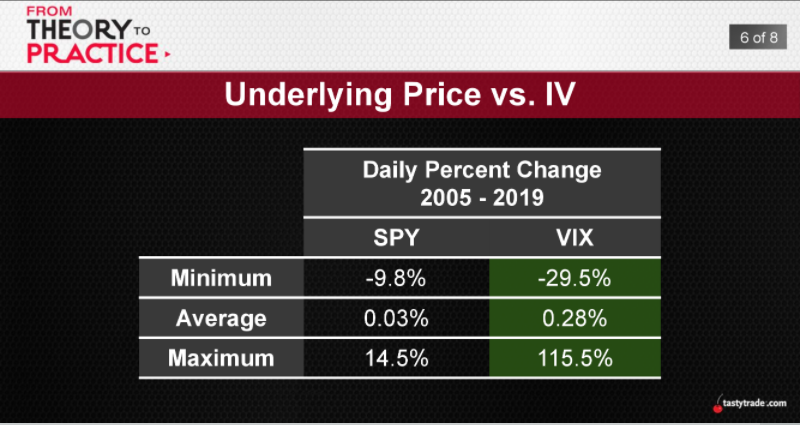 FROM
THEORY TO
PRACTICE
6 of 8
Underlying Price vs. IV
Daily Percent Change
2005 - 2019
SPY VIX
Minimum -9.8% -29.5%
Average 0.03% 0.28%
Maximum 14.5% 115.5%
tastytrade.com